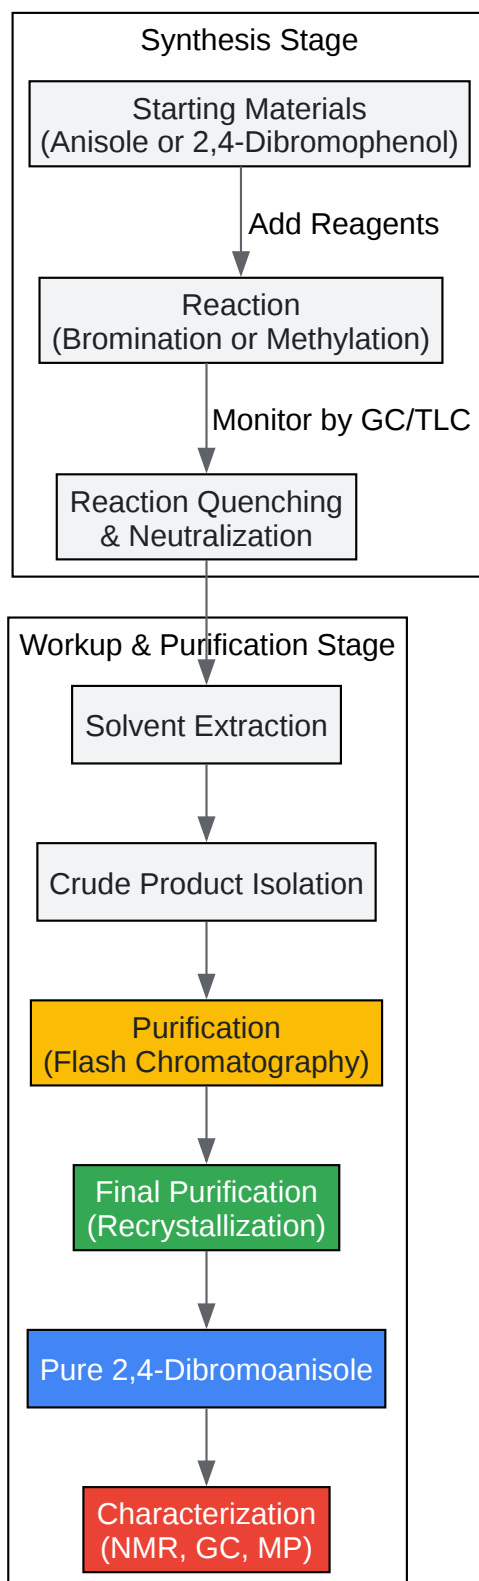 Synthesis Stage
Starting Materials
(Anisole or 2,4-Dibromophenol)
Add Reagents
Reaction
(Bromination or Methylation)
Monitor by GC/TLC
Reaction Quenching
& Neutralization
Workup & Purification Stage
Solvent Extraction
Crude Product Isolation
Purification
(Flash Chromatography)
Final Purification
(Recrystallization)
Pure 2,4-Dibromoanisole
Characterization
(NMR, GC, MP)